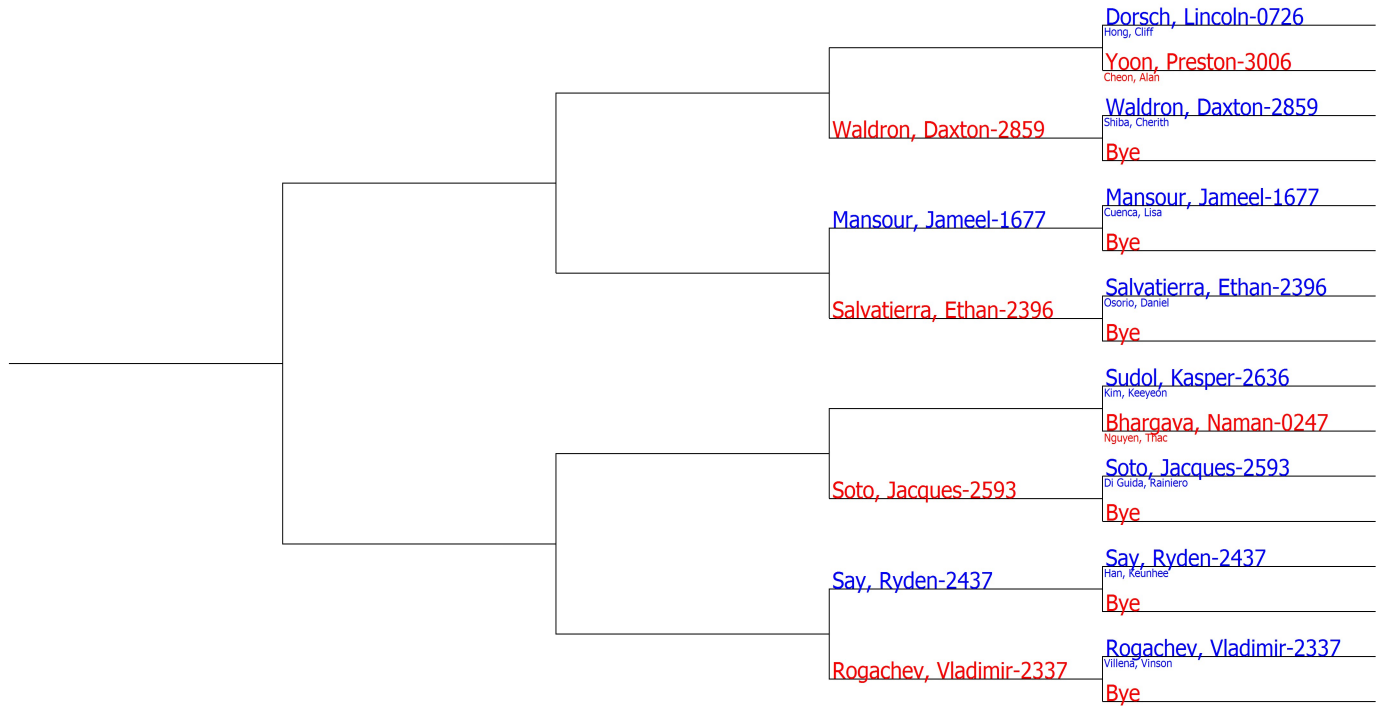 Dorsch, Lincoln-0726
Hong, Cliff
Yoon, Preston-3006
Cheon, Alan
Waldron, Daxton-2859
Waldron, Daxton-2859
Shiba, Cherith
Bye
Mansour, Jameel-1677
Mansour, Jameel-1677
Cuenca, Lisa
Bye
Salvatierra, Ethan-2396
Salvatierra, Ethan-2396
Osorio, Daniel
Bye
Sudol, Kasper-2636
Kim, Keeyeon
Bhargava, Naman-0247
Nguyen, Thac
Soto, Jacques-2593
Soto, Jacques-2593
Di Guida, Rainiero
Bye
Say, Ryden-2437
Say, Ryden-2437
Han, Keunhee
Bye
Rogachev, Vladimir-2337
Rogachev, Vladimir-2337
Villena, Vinson
Bye